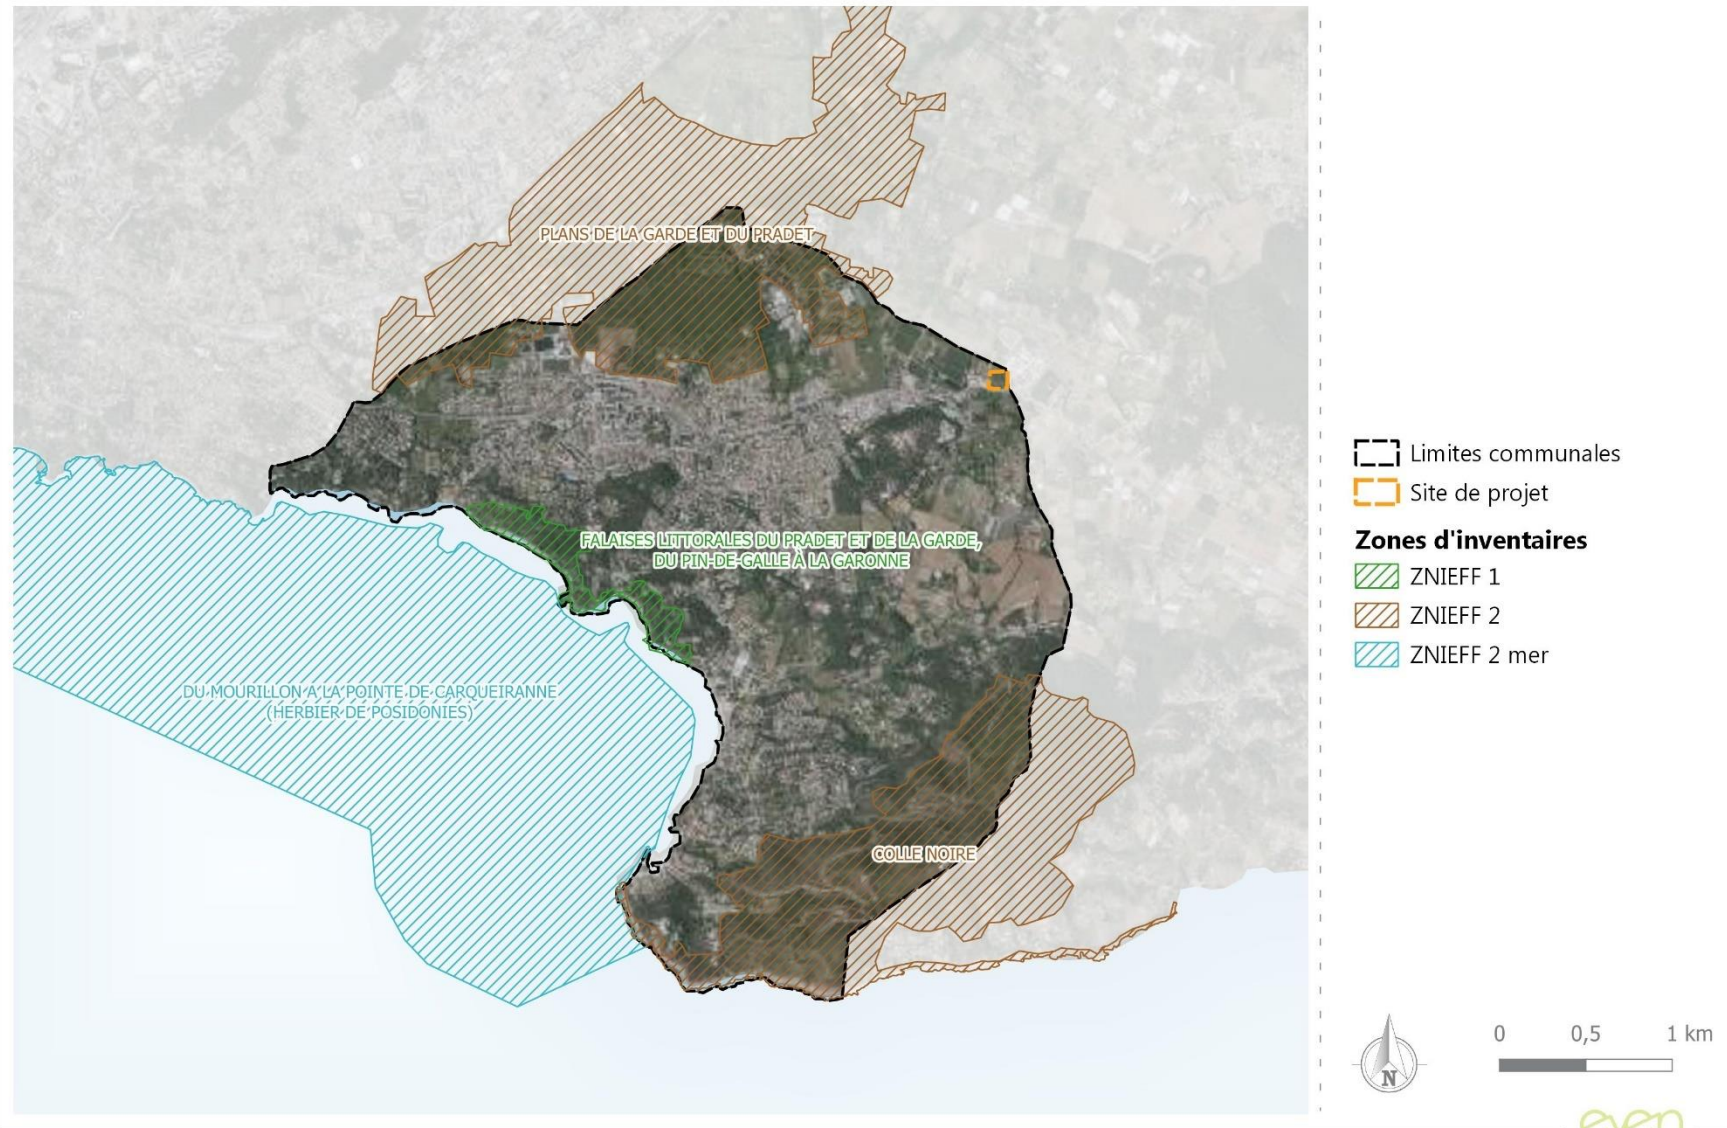 PLANS DE LA GARDE ET DU PRADET
FALAISES LITTORALES DU PRADET ET DE LA GARDE,
DU PIN-DE-GALLE À LA GARONNE
DU MOURILLON A LA POINTE DE CARQUEIRANNE
(HERBIER DE POSIDONIES)
COLLE NOIRE
Limites communales
Site de projet
Zones d'inventaires
ZNIEFF 1
ZNIEFF 2
ZNIEFF 2 mer
N
0 0,5 1 km